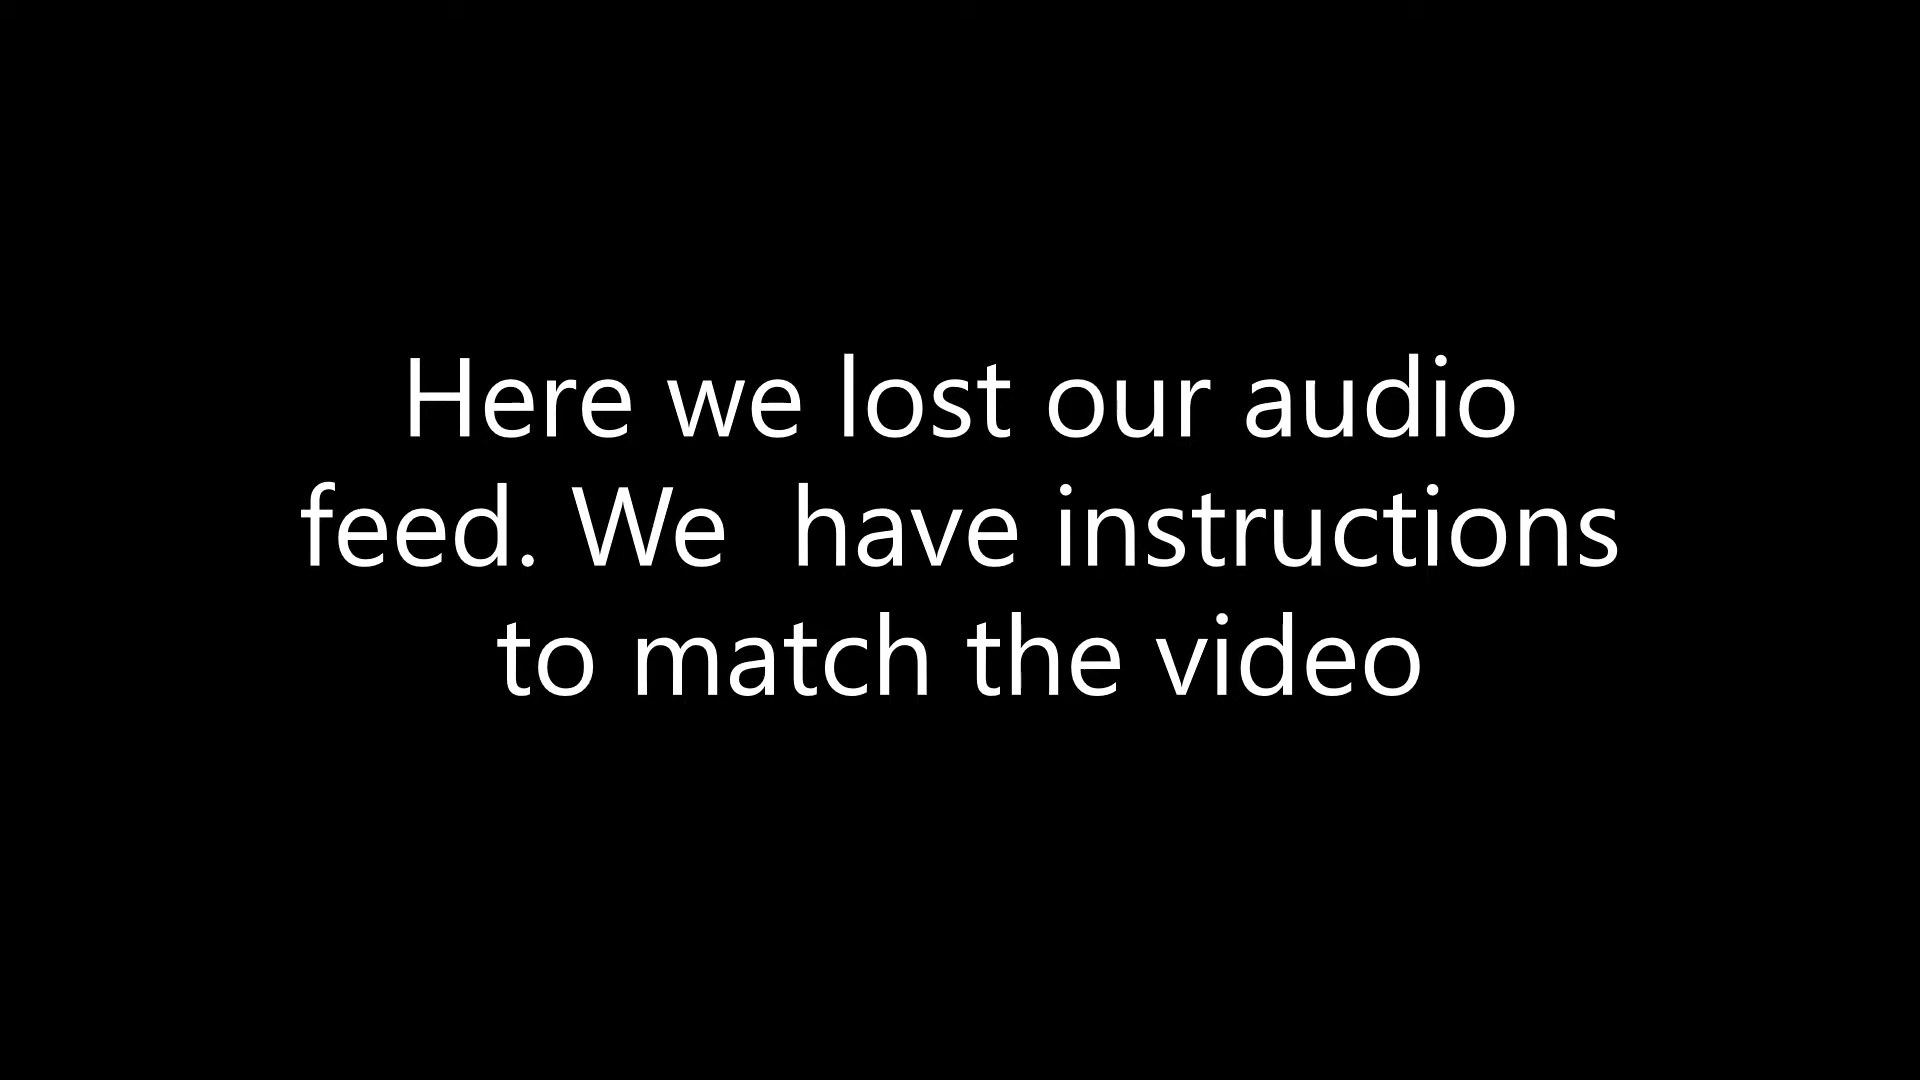 Here we lost our audio
feed. We  have instructions
to match the video